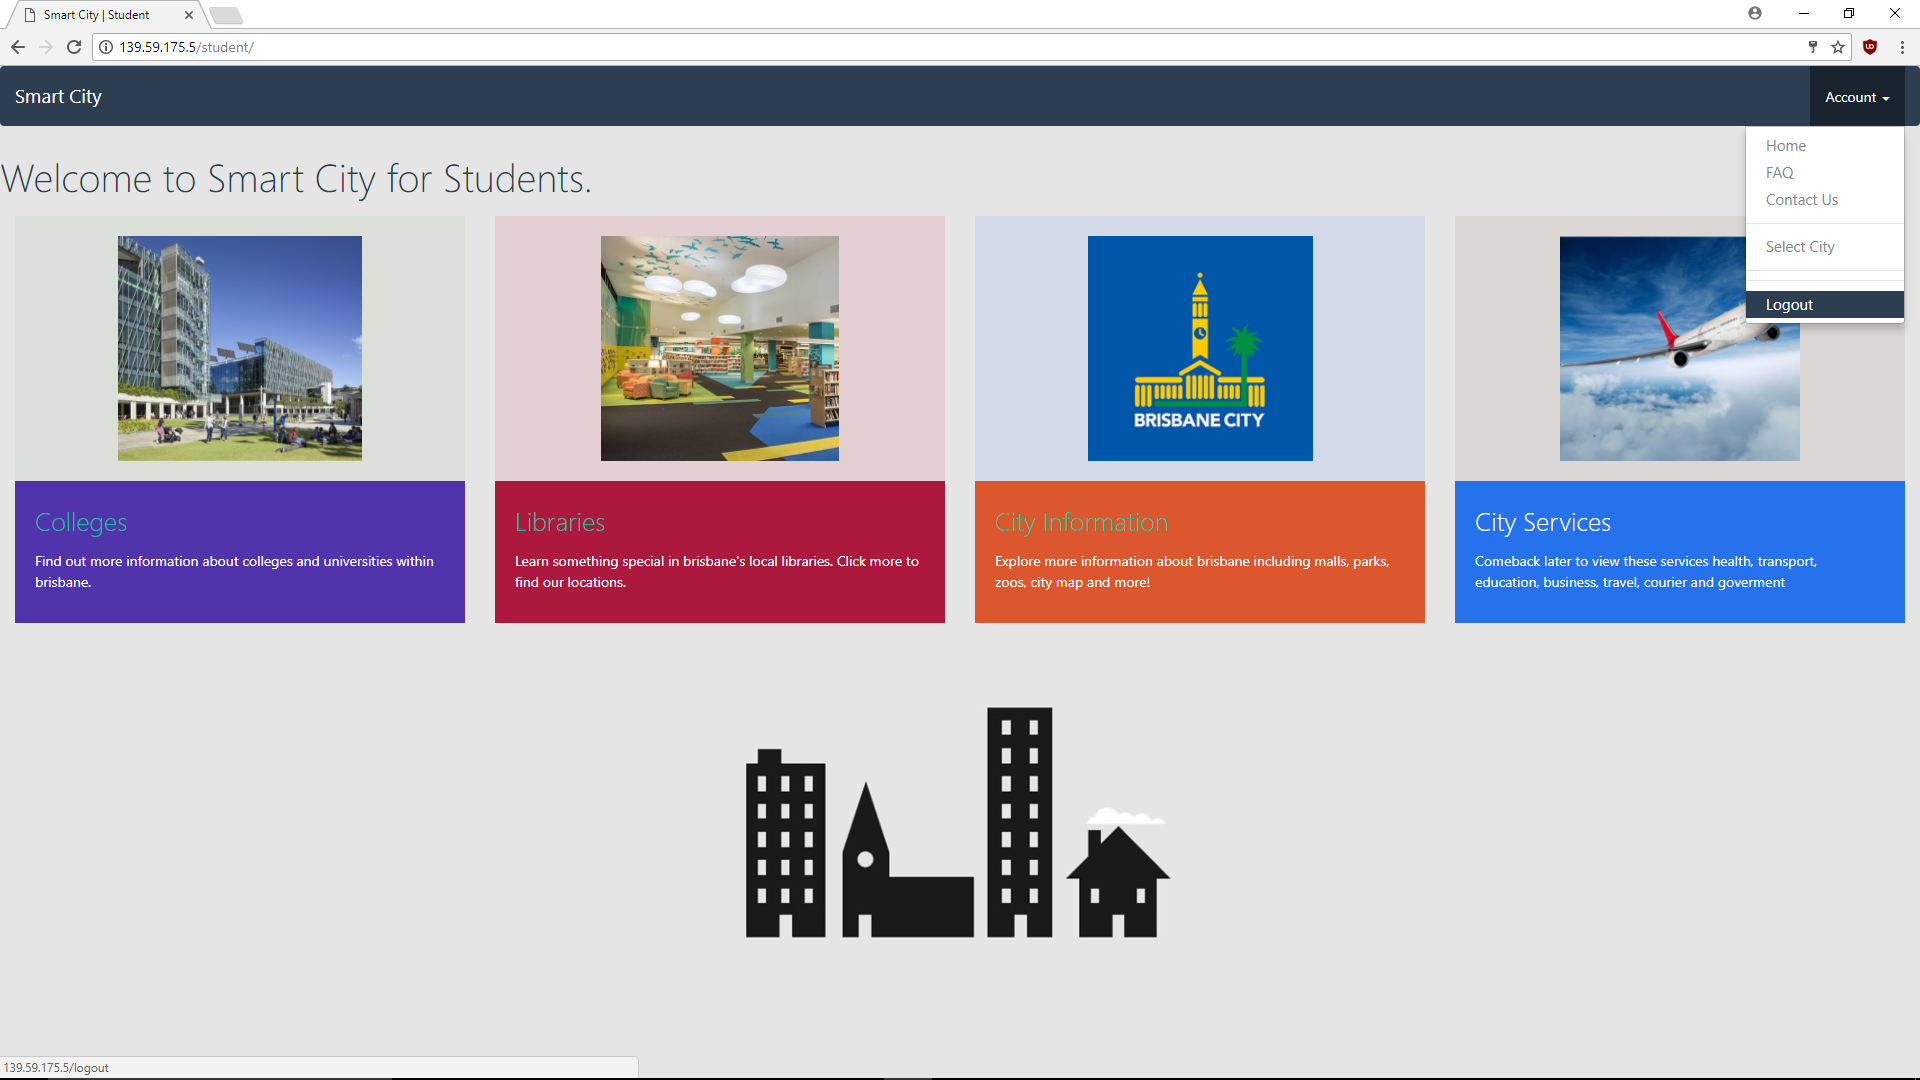 Smart City | Student
139.59.175.5/student/
Smart City
Account
Home
FAQ
Contact Us
Select City
Logout
Welcome to Smart City for Students.
BRISBANE CITY
Colleges
Find out more information about colleges and universities within
brisbane.
Libraries
Learn something special in brisbane's local libraries. Click more to
find our locations.
City Information
Explore more information about brisbane including malls, parks,
zoos, city map and more!
City Services
Comeback later to view these services health, transport,
education, business, travel, courier and goverment
139.59.175.5/logout